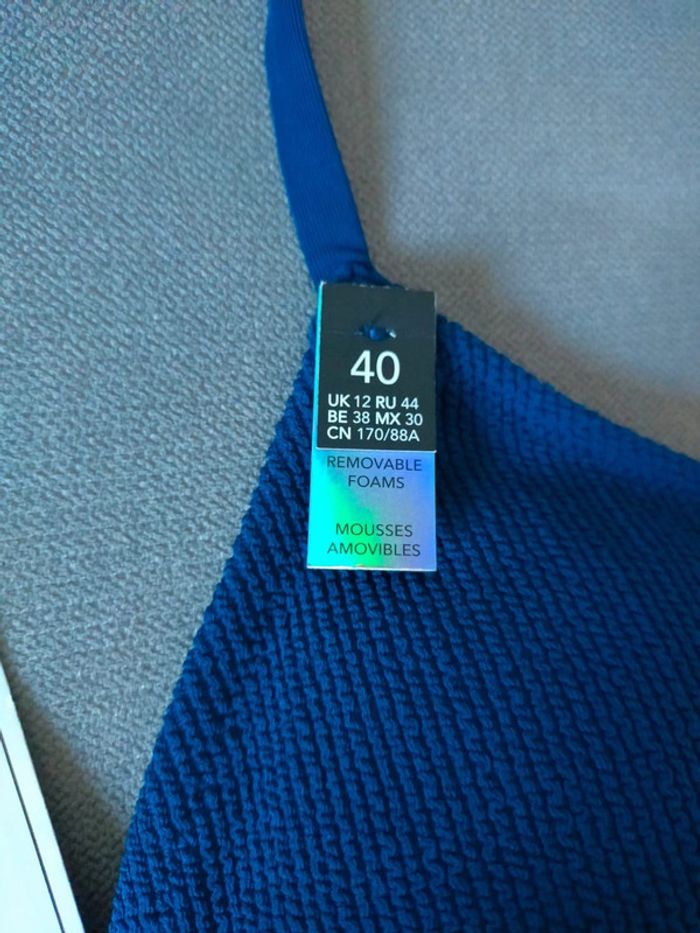 40
UK 12 RU 44
BE 38 MX 30
CN 170/88A
REMOVABLE
FOAMS
MOUSSES
AMOVIBLES